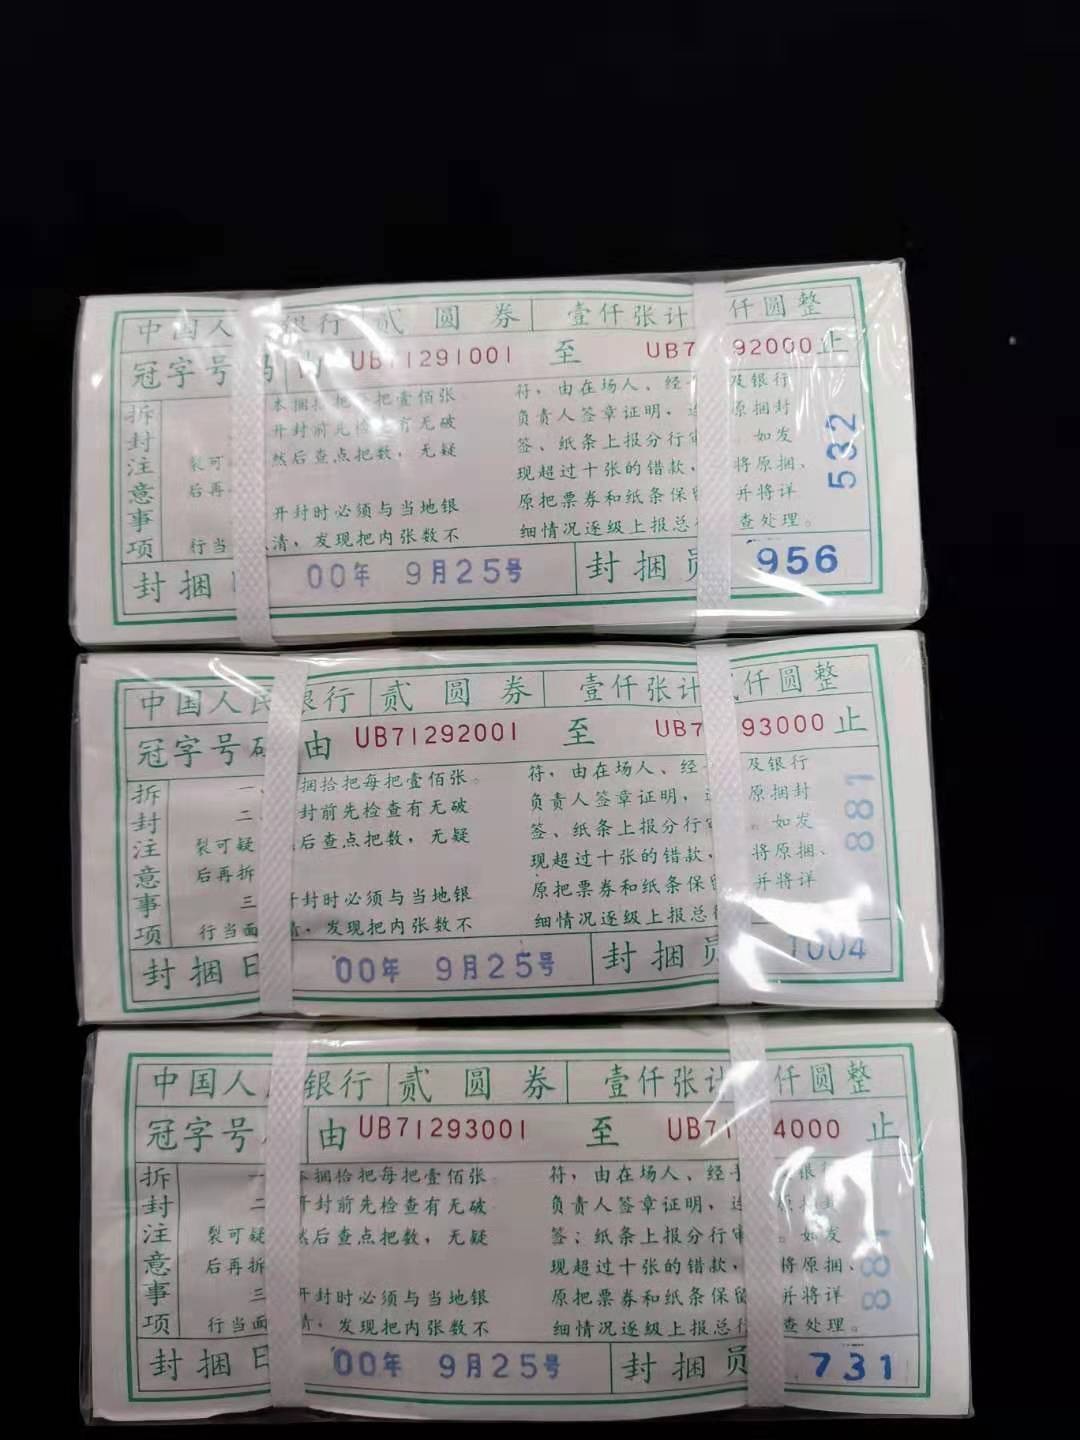 中国人 银行 贰圆券 壹仟张计 仟圆整
冠字号 由 UB71291001 至 UB7 92000 止
拆封注意事项
本捆拾把每把壹佰张
开封前先检查有无破
裂可 然后查点把数，无疑
后再
开封时必须与当地银
行当 清，发现把内张数不
符，由在场人、经 及银行
负责人签章证明， 原捆封
签、纸条上报分行 。如发
现超过十张的错款， 将原捆、
原把票券和纸条保留 并将详
细情况逐级上报总 查处理。
532
封捆 00年 9月25号 封捆员 956
中国人民 银行 贰圆券 壹仟张计 仟圆整
冠字号 由 UB71292001 至 UB7 93000 止
拆封注意事项
一、 捆拾把每把壹佰张。
二、 封前先检查有无破
裂可疑 后查点把数，无疑
后再拆
三 开封时必须与当地银
行当面 清，发现把内张数不
符，由在场人、经 及银行
负责人签章证明， 原捆封
签、纸条上报分行 。如发
现超过十张的错款， 将原捆、
原把票券和纸条保留 并将详
细情况逐级上报总
881
封捆日 00年 9月25号 封捆员 1004
中国人 银行 贰圆券 壹仟张计 仟圆整
冠字号 由 UB71293001 至 UB71 4000 止
拆封注意事项
一 本捆拾把每把壹佰张
二 开封前先检查有无破
裂可疑 然后查点把数，无疑
后再拆
三 开封时必须与当地银
行当面 清，发现把内张数不
符，由在场人、经手 银行
负责人签章证明， 原捆封
签；纸条上报分行 。如发
现超过十张的错款， 将原捆、
原把票券和纸条保留 并将详
细情况逐级上报总行 查处理。
881
封捆日 00年 9月25号 封捆员 731